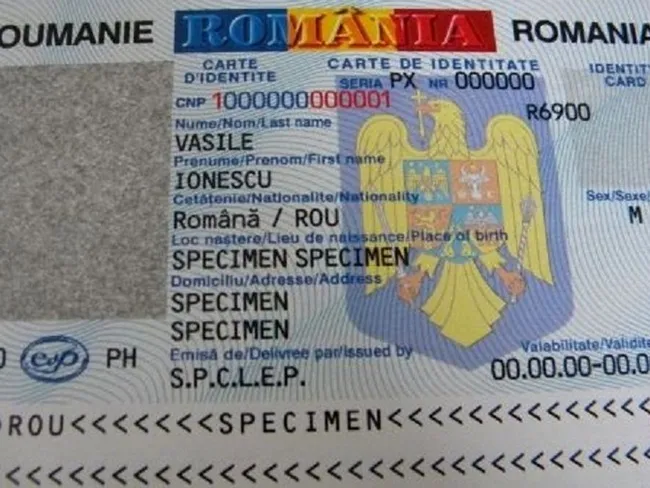 OUMANIE ROMÂNIA ROMANIA
CARTE D'IDENTITE
CARTE DE IDENTITATE
IDENTIT
CARD
SERIA PX NR 000000
CNP 1000000000001
R6900
Nume/Nom/Last name
VASILE
Prenume/Prenom/First name
IONESCU
Cetăţenie/Nationalite/Nationality
Română / ROU
Sex/Sexe/
M
Loc nastere/Lieu de naissance/Place of birth
SPECIMEN SPECIMEN
Domiciliu/Adresse/Address
SPECIMEN
SPECIMEN
PH
Emisă de/Delivree par/Issued by
S.P.C.L.E.P.
Valabilitate/Validite
00.00.00-00.0
ROU<<<<<<<SPECIMEN<<<<<<<<<<<<
<<<<<<<<<<<<<<<<<<<<<<<<<<<<